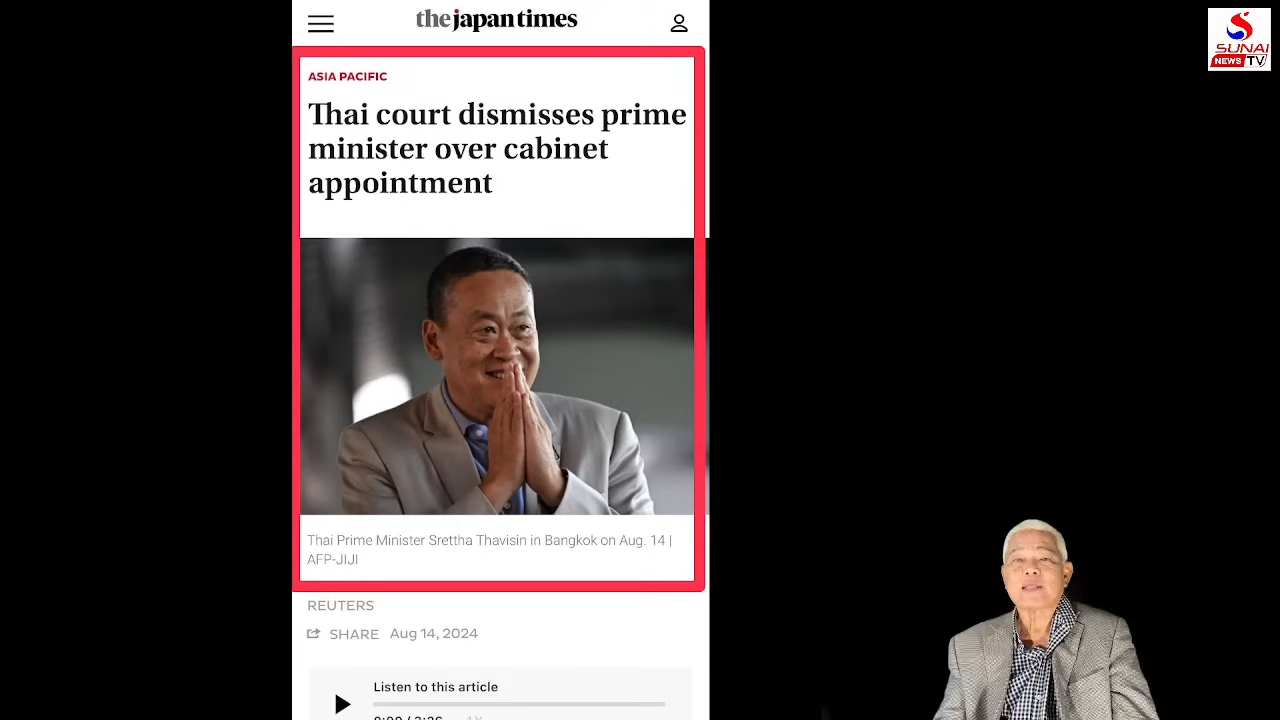 the japan times
SUNAI
NEWS TV
ASIA PACIFIC
Thai court dismisses prime
minister over cabinet
appointment
Thai Prime Minister Srettha Thavisin in Bangkok on Aug. 14 |
AFP-JIJI
REUTERS
SHARE Aug 14, 2024
Listen to this article